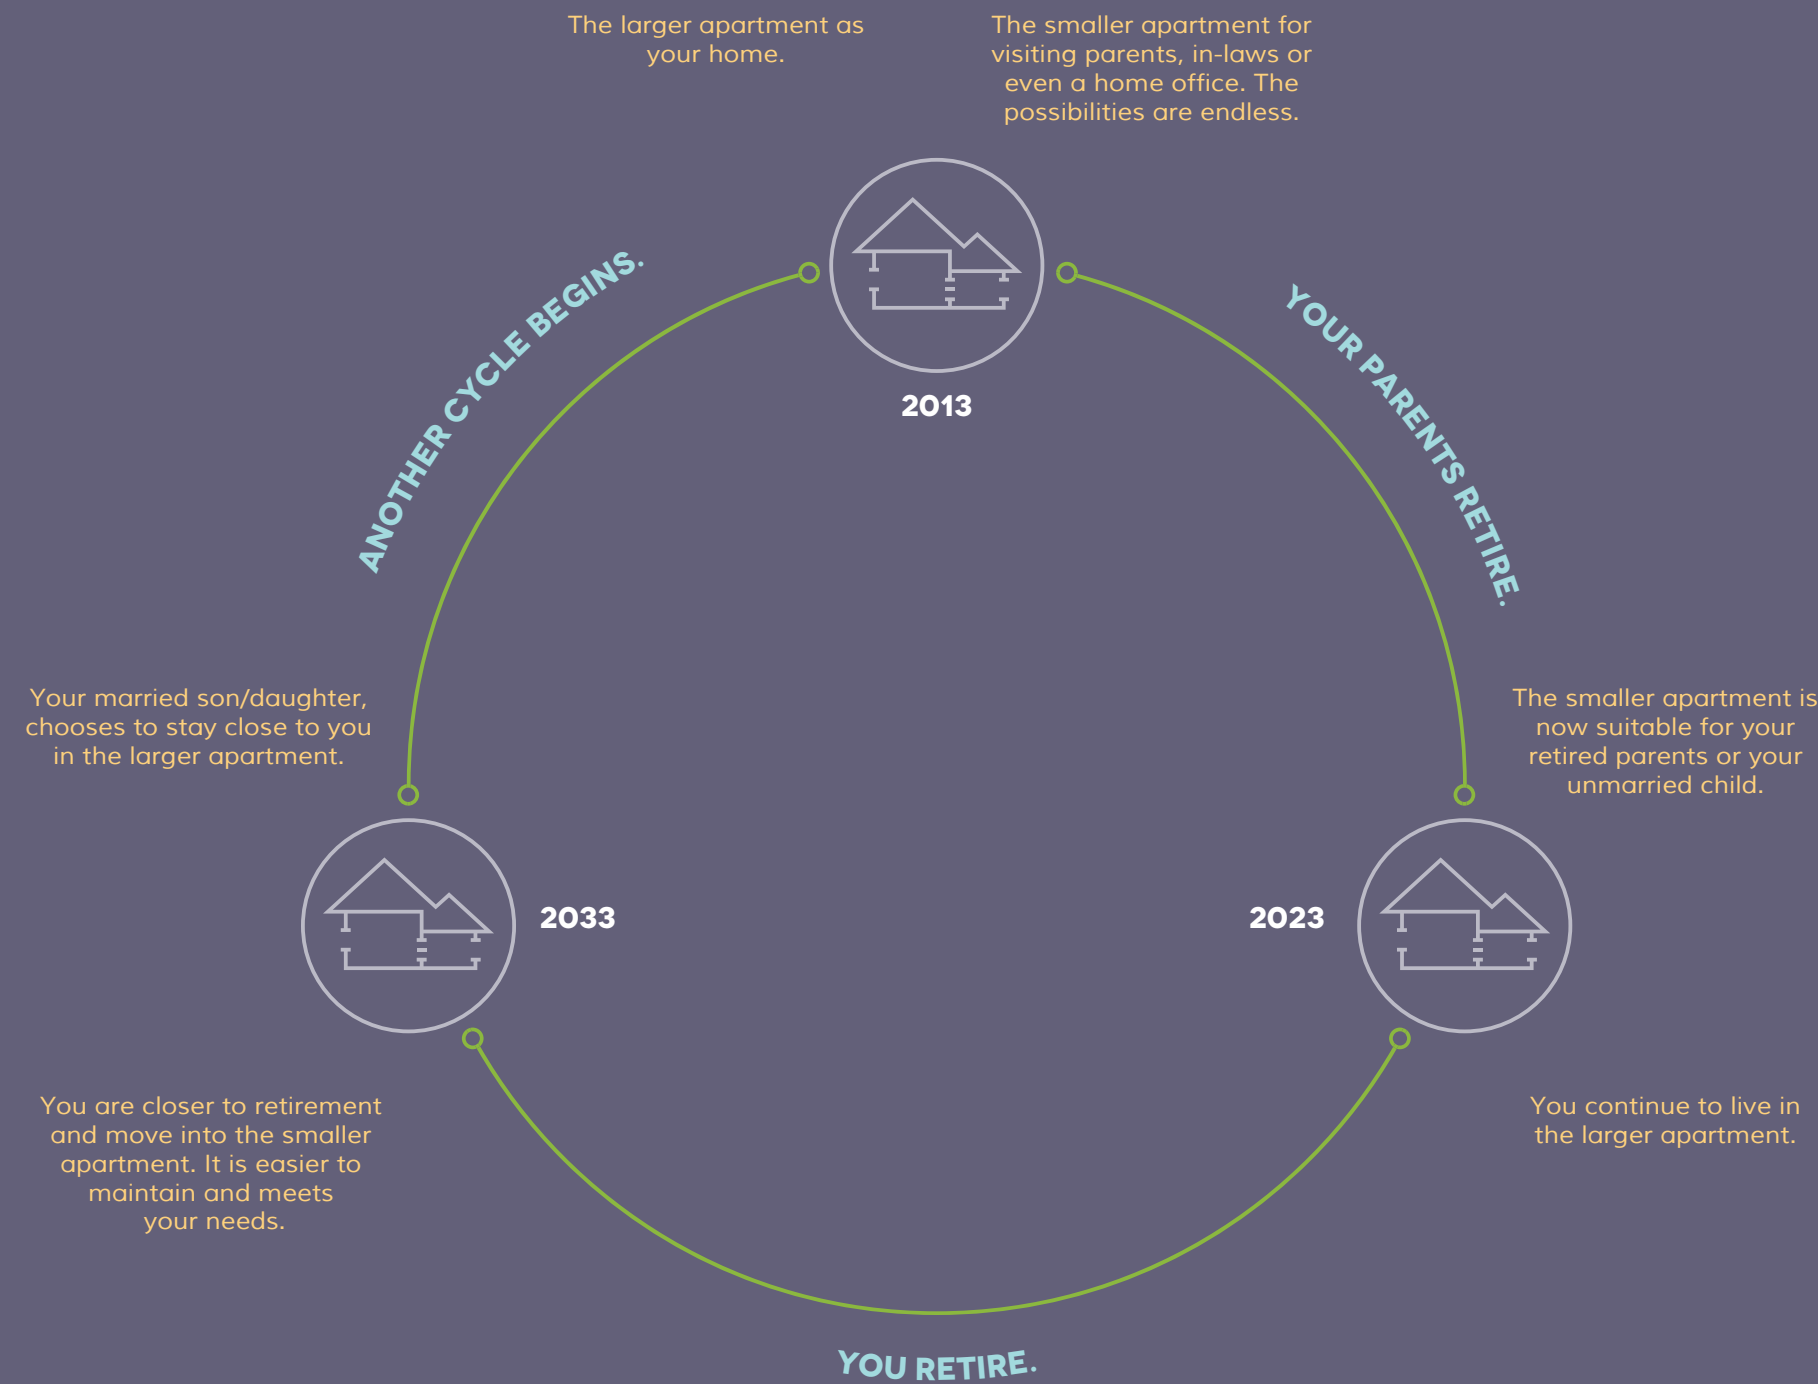 The larger apartment as
your home.
The smaller apartment for
visiting parents, in-laws or
even a home office. The
possibilities are endless.
2013
YOUR PARENTS RETIRE.
The smaller apartment is
now suitable for your
retired parents or your
unmarried child.
2023
You continue to live in
the larger apartment.
YOU RETIRE.
You are closer to retirement
and move into the smaller
apartment. It is easier to
maintain and meets
your needs.
2033
Your married son/daughter,
chooses to stay close to you
in the larger apartment.
ANOTHER CYCLE BEGINS.